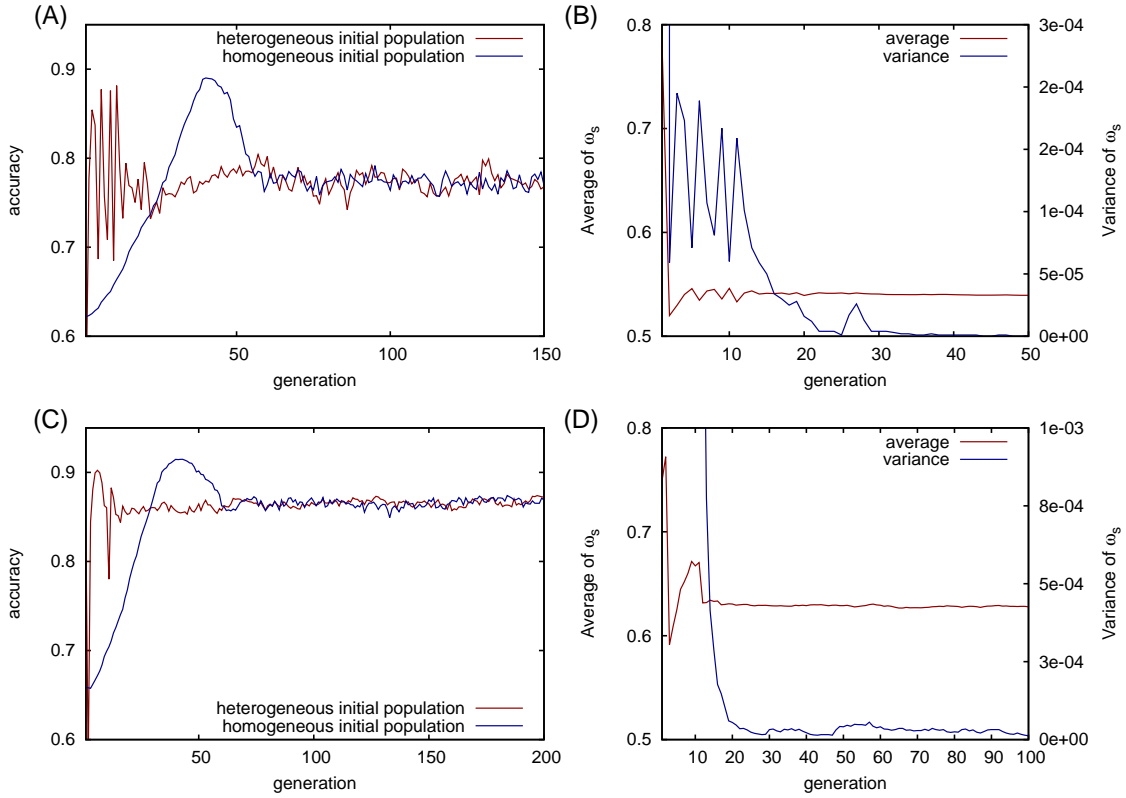 (A)
heterogeneous initial population
homogeneous initial population
accuracy
0.9
0.8
0.7
0.6
50
100
150
generation
(B)
average
variance
Average of ωs
0.8
0.7
0.6
0.5
Variance of ωs
3e-04
2e-04
2e-04
1e-04
5e-05
0e+00
10
20
30
40
50
generation
(C)
heterogeneous initial population
homogeneous initial population
accuracy
0.9
0.8
0.7
0.6
50
100
150
200
generation
(D)
average
variance
Average of ωs
0.8
0.7
0.6
0.5
Variance of ωs
1e-03
8e-04
5e-04
3e-04
0e+00
10
20
30
40
50
60
70
80
90
100
generation